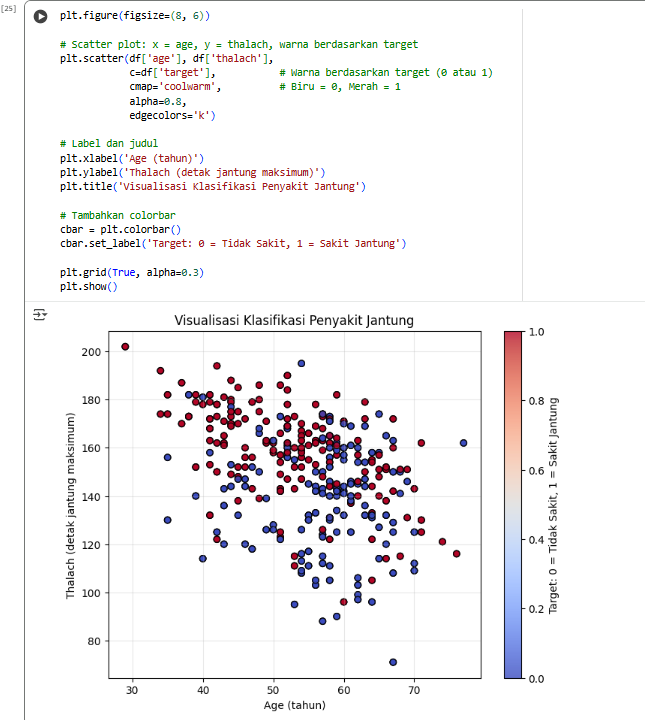 [25]
plt.figure(figsize=(8, 6))
# Scatter plot: x = age, y = thalach, warna berdasarkan target
plt.scatter(df['age'], df['thalach'],
c=df['target'], # Warna berdasarkan target (0 atau 1)
cmap='coolwarm', # Biru = 0, Merah = 1
alpha=0.8,
edgecolors='k')
# Label dan judul
plt.xlabel('Age (tahun)')
plt.ylabel('Thalach (detak jantung maksimum)')
plt.title('Visualisasi Klasifikasi Penyakit Jantung')
# Tambahkan colorbar
cbar = plt.colorbar()
cbar.set_label('Target: 0 = Tidak Sakit, 1 = Sakit Jantung')
plt.grid(True, alpha=0.3)
plt.show()
Visualisasi Klasifikasi Penyakit Jantung
Thalach (detak jantung maksimum)
200
180
160
140
120
100
80
30 40 50 60 70
Age (tahun)
1.0
0.8
0.6
0.4
0.2
0.0
Target: 0 = Tidak Sakit, 1 = Sakit Jantung